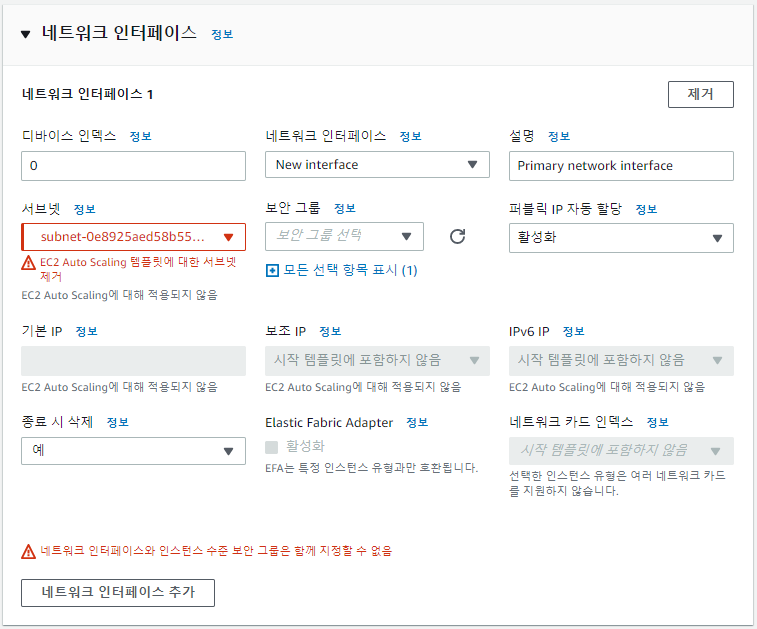 네트워크 인터페이스 정보
네트워크 인터페이스 1
제거
디바이스 인덱스 정보
네트워크 인터페이스 정보
설명 정보
0
New interface
Primary network interface
서브넷 정보
보안 그룹 정보
퍼블릭 IP 자동 할당 정보
subnet-0e8925aed58b55...
보안 그룹 선택
활성화
EC2 Auto Scaling 템플릿에 대한 서브넷
제거
모든 선택 항목 표시 (1)
EC2 Auto Scaling에 대해 적용되지 않음
기본 IP 정보
보조 IP 정보
IPv6 IP 정보
시작 템플릿에 포함하지 않음
시작 템플릿에 포함하지 않음
EC2 Auto Scaling에 대해 적용되지 않음
EC2 Auto Scaling에 대해 적용되지 않음
EC2 Auto Scaling에 대해 적용되지 않음
종료 시 삭제 정보
Elastic Fabric Adapter 정보
네트워크 카드 인덱스 정보
예
활성화
시작 템플릿에 포함하지 않음
EFA는 특정 인스턴스 유형과만 호환됩니다.
선택한 인스턴스 유형은 여러 네트워크 카드
를 지원하지 않습니다.
네트워크 인터페이스와 인스턴스 수준 보안 그룹은 함께 지정할 수 없음
네트워크 인터페이스 추가